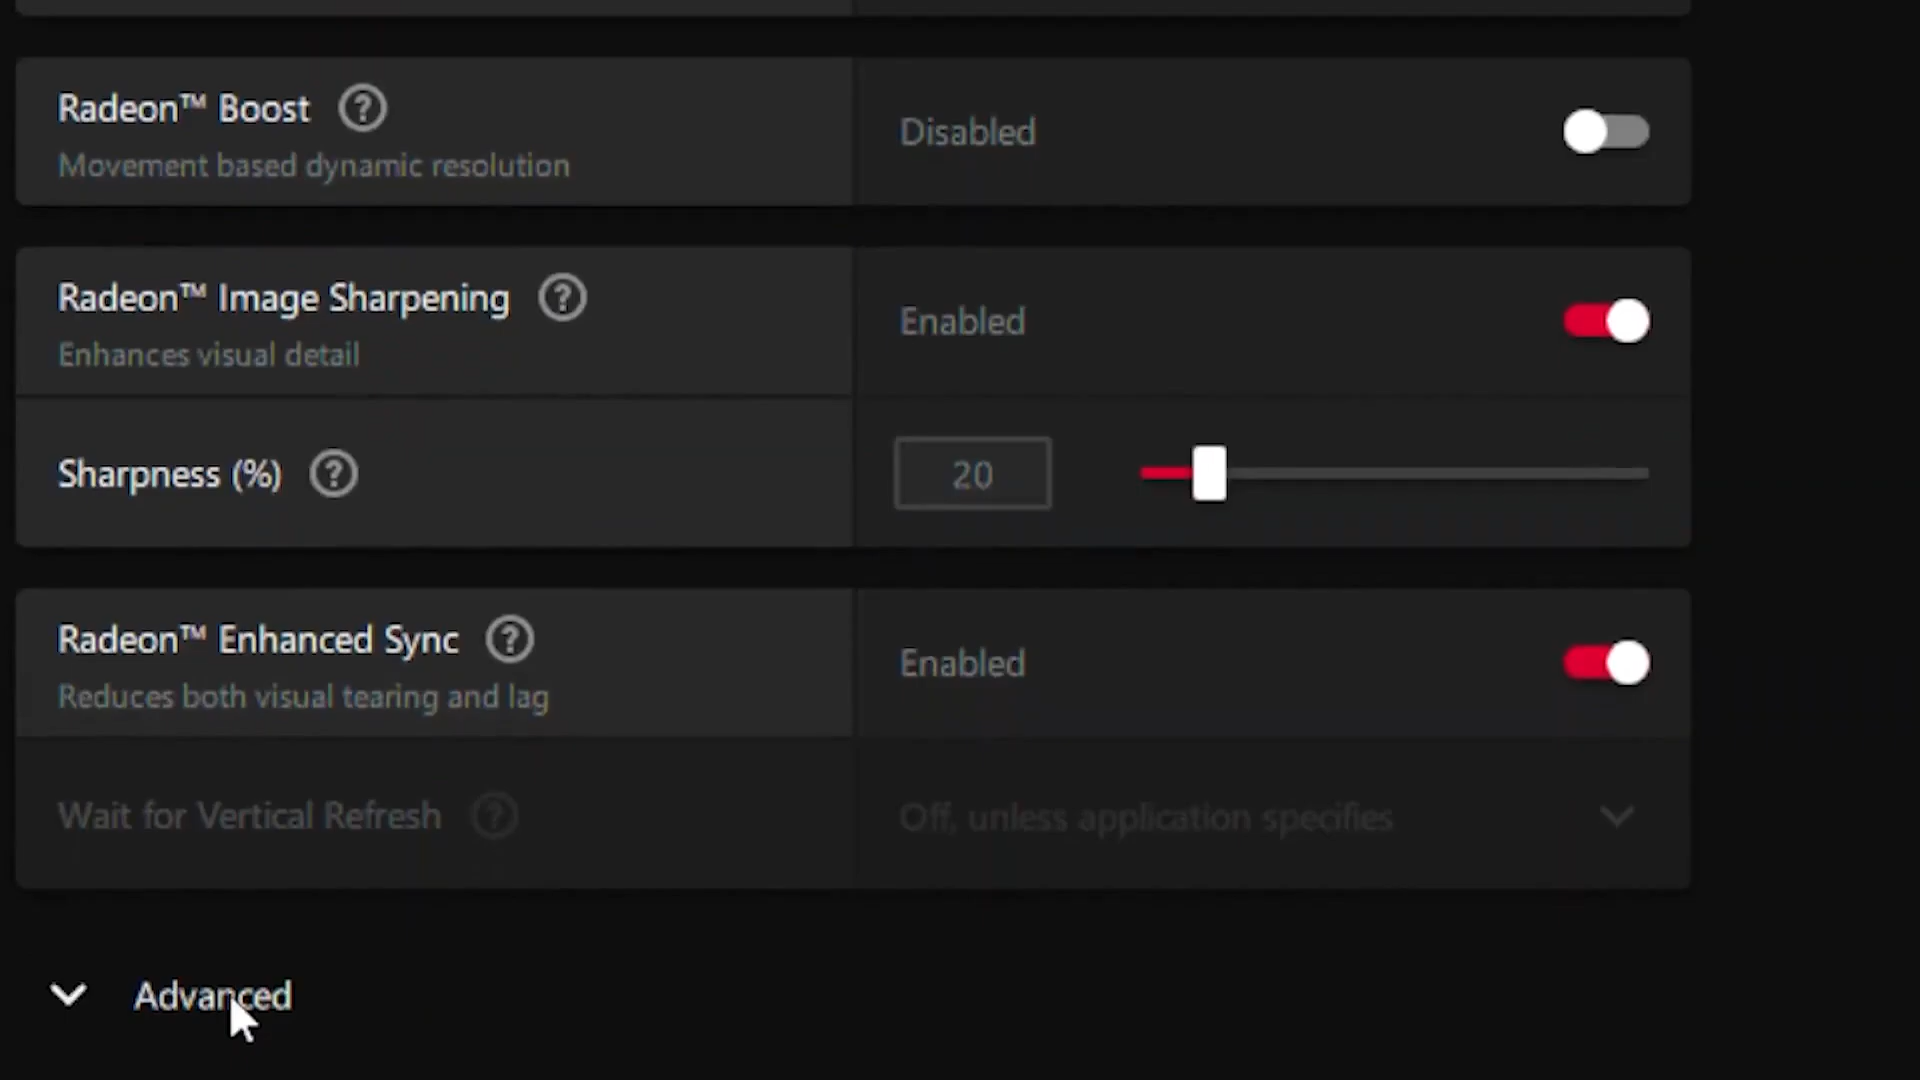 Radeon™ Boost
Movement based dynamic resolution
Disabled
Radeon™ Image Sharpening
Enhances visual detail
Enabled
Sharpness (%)
20
Radeon™ Enhanced Sync
Reduces both visual tearing and lag
Enabled
Wait for Vertical Refresh
Off, unless application specifies
Advanced